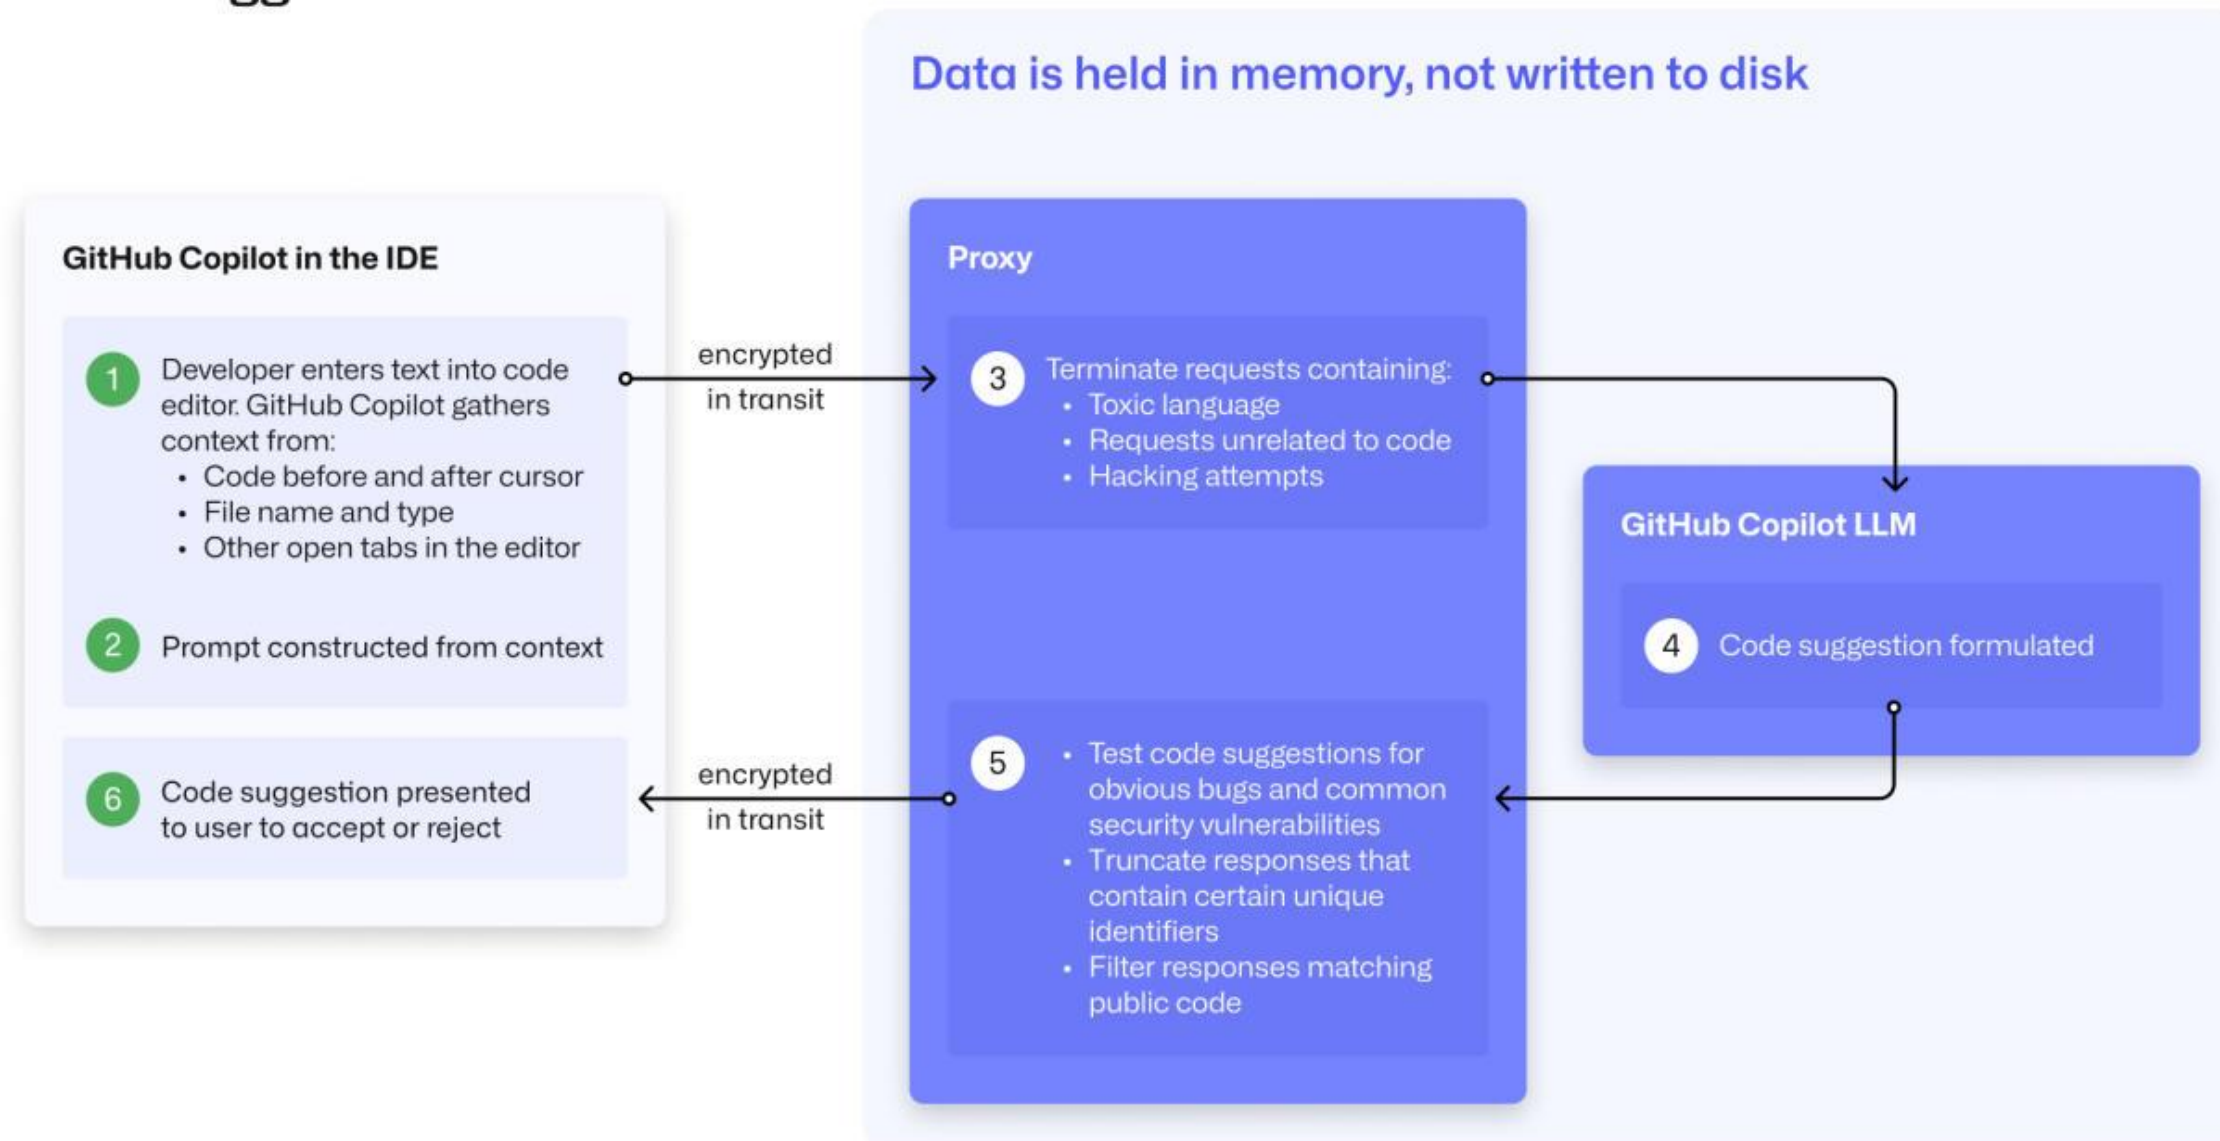 Data is held in memory, not written to disk
GitHub Copilot in the IDE
1
Developer enters text into code
editor. GitHub Copilot gathers
context from:
• Code before and after cursor
• File name and type
• Other open tabs in the editor
2
Prompt constructed from context
6
Code suggestion presented
to user to accept or reject
encrypted
in transit
encrypted
in transit
Proxy
3
Terminate requests containing:
• Toxic language
• Requests unrelated to code
• Hacking attempts
5
• Test code suggestions for
obvious bugs and common
security vulnerabilities
• Truncate responses that
contain certain unique
identifiers
• Filter responses matching
public code
GitHub Copilot LLM
4
Code suggestion formulated